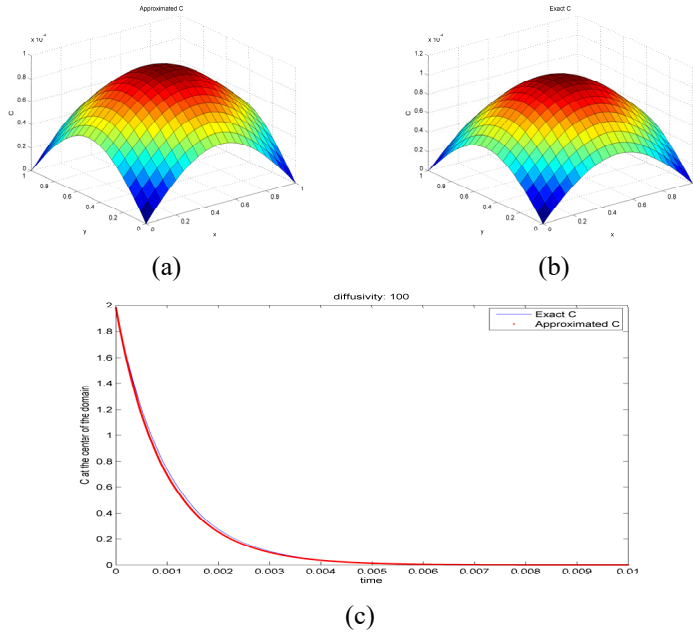 Approximated C
x 10⁻⁴
1
0.8
0.6
0.4
0.2
0
C
1
0.8
0.6
0.4
0.2
0
y
0
0.2
0.4
0.6
0.8
1
x
(a)
Exact C
x 10⁻⁴
1.2
1
0.8
0.6
0.4
0.2
0
C
1
0.8
0.6
0.4
0.2
0
y
0
0.2
0.4
0.6
0.8
1
x
(b)
diffusivity: 100
Exact C
Approximated C
2
1.8
1.6
1.4
1.2
1
0.8
0.6
0.4
0.2
0
C at the center of the domain
0 0.001 0.002 0.003 0.004 0.005 0.006 0.007 0.008 0.009 0.01
time
(c)